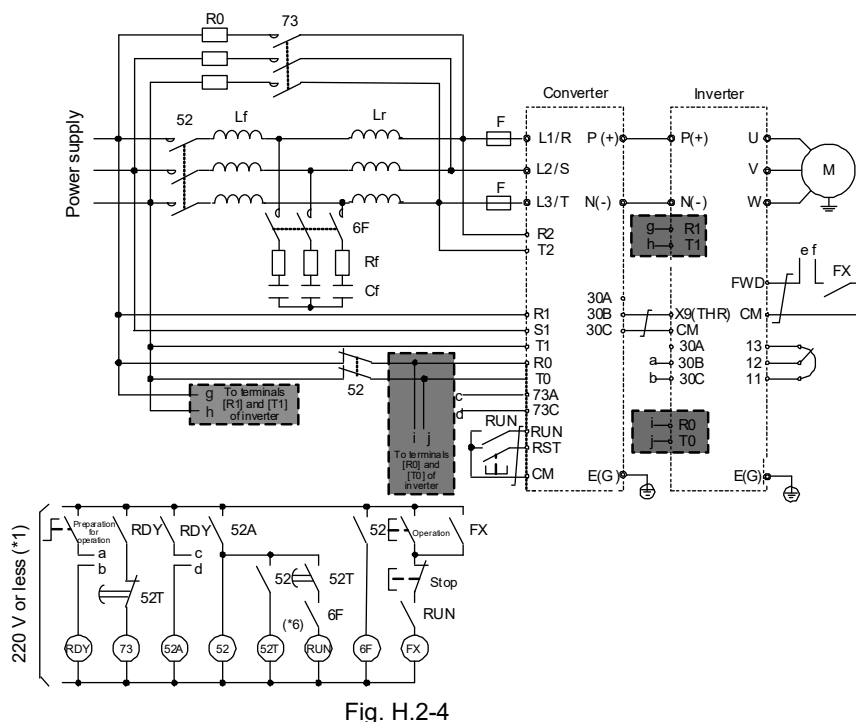 R0
73
Converter
Inverter
52
Lf
Lr
F
L1/R
P (+)
P(+)
U
Power supply
L2/S
V
M
F
L3/T
N(-)
N(-)
W
6F
R2
g
R1
T2
h
T1
Rf
e f
Cf
FWD
FX
30A
R1
30B
X9(THR)
CM
S1
30C
CM
T1
30A
13
R0
a
30B
12
T0
b
30C
11
52
g
h
To terminals
[R1] and [T1]
of inverter
c
73A
d
73C
i j
To terminals
[R0] and
[T0] of
inverter
RUN
RUN
RST
CM
i
R0
j
T0
E(G)
E(G)
220 V or less (*1)
Preparation
for
operation
RDY
RDY
52A
52
Operation
FX
a
b
c
d
52T
52
52T
Stop
(*6)
6F
RUN
RDY
73
52A
52
52T
RUN
6F
FX
Fig. H.2-4